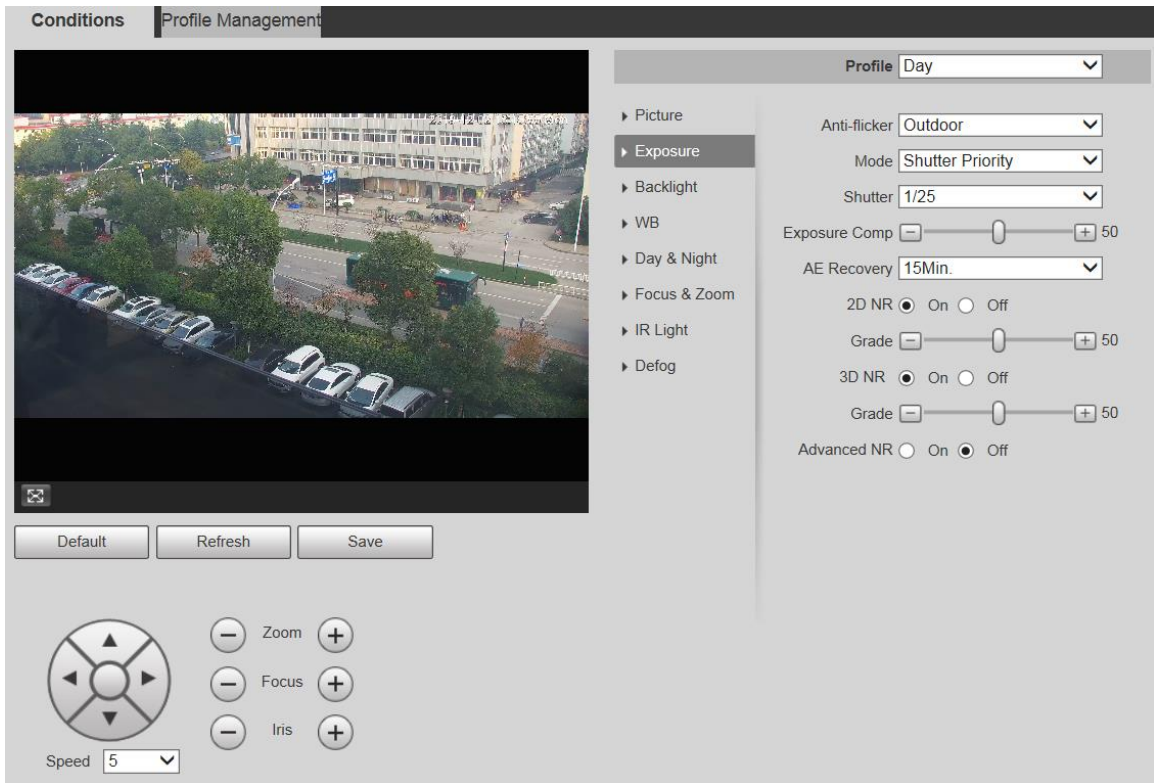 Conditions Profile Management
Profile Day
Picture
Exposure
Backlight
WB
Day & Night
Focus & Zoom
IR Light
Defog
Anti-flicker Outdoor
Mode Shutter Priority
Shutter 1/25
Exposure Comp 50
AE Recovery 15Min.
2D NR On Off
Grade 50
3D NR On Off
Grade 50
Advanced NR On Off
Default Refresh Save
Zoom
Focus
Iris
Speed 5